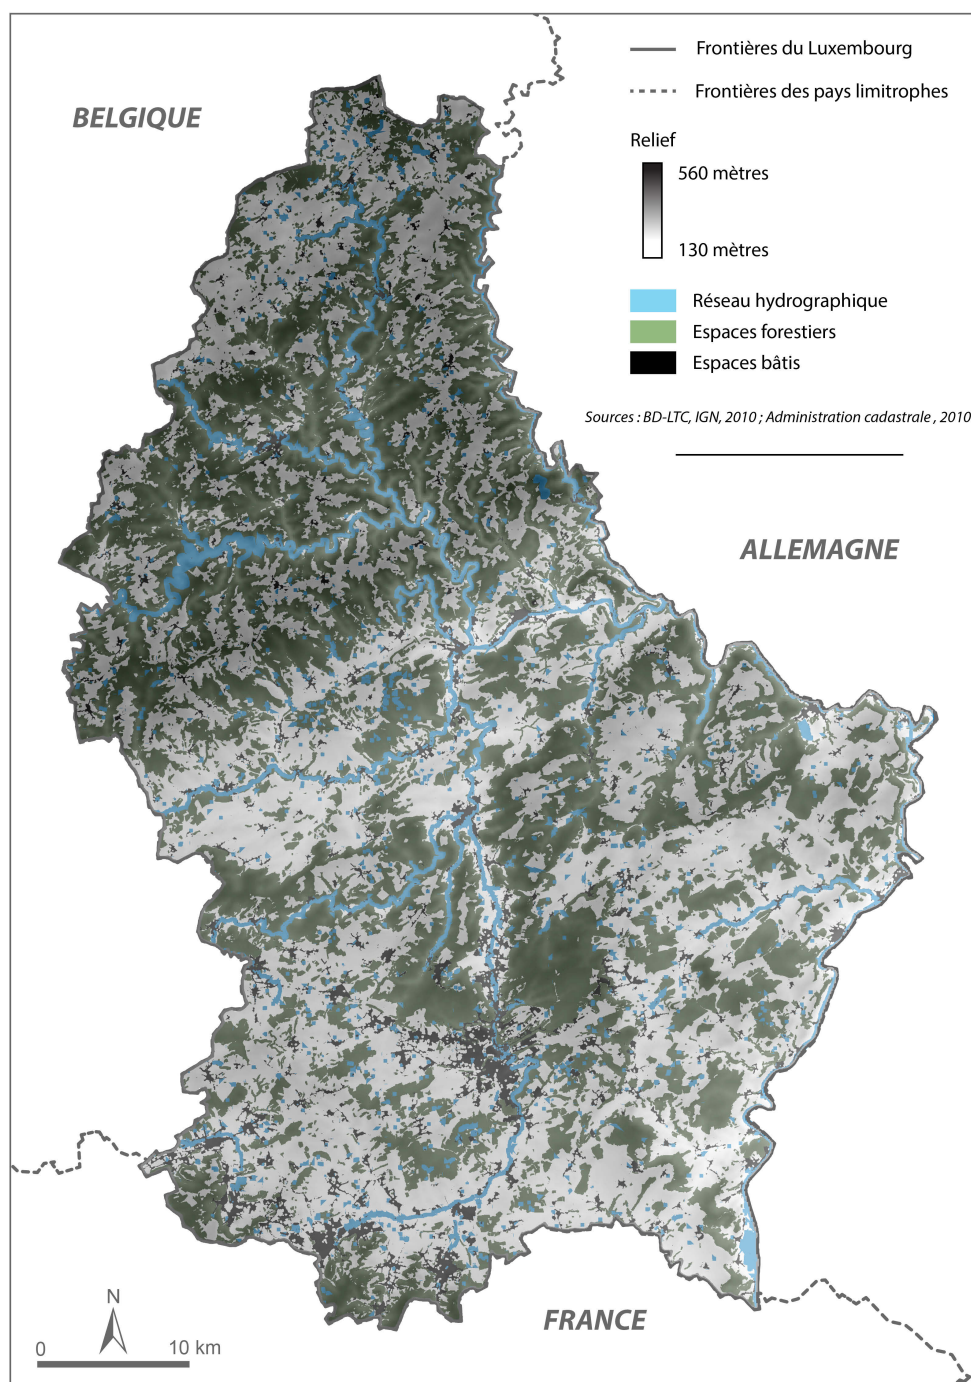 Frontières du Luxembourg
Frontières des pays limitrophes
BELGIQUE
Relief
560 mètres
130 mètres
Réseau hydrographique
Espaces forestiers
Espaces bâtis
Sources : BD-LTC, IGN, 2010 ; Administration cadastrale , 2010
ALLEMAGNE
FRANCE
N
0 10 km